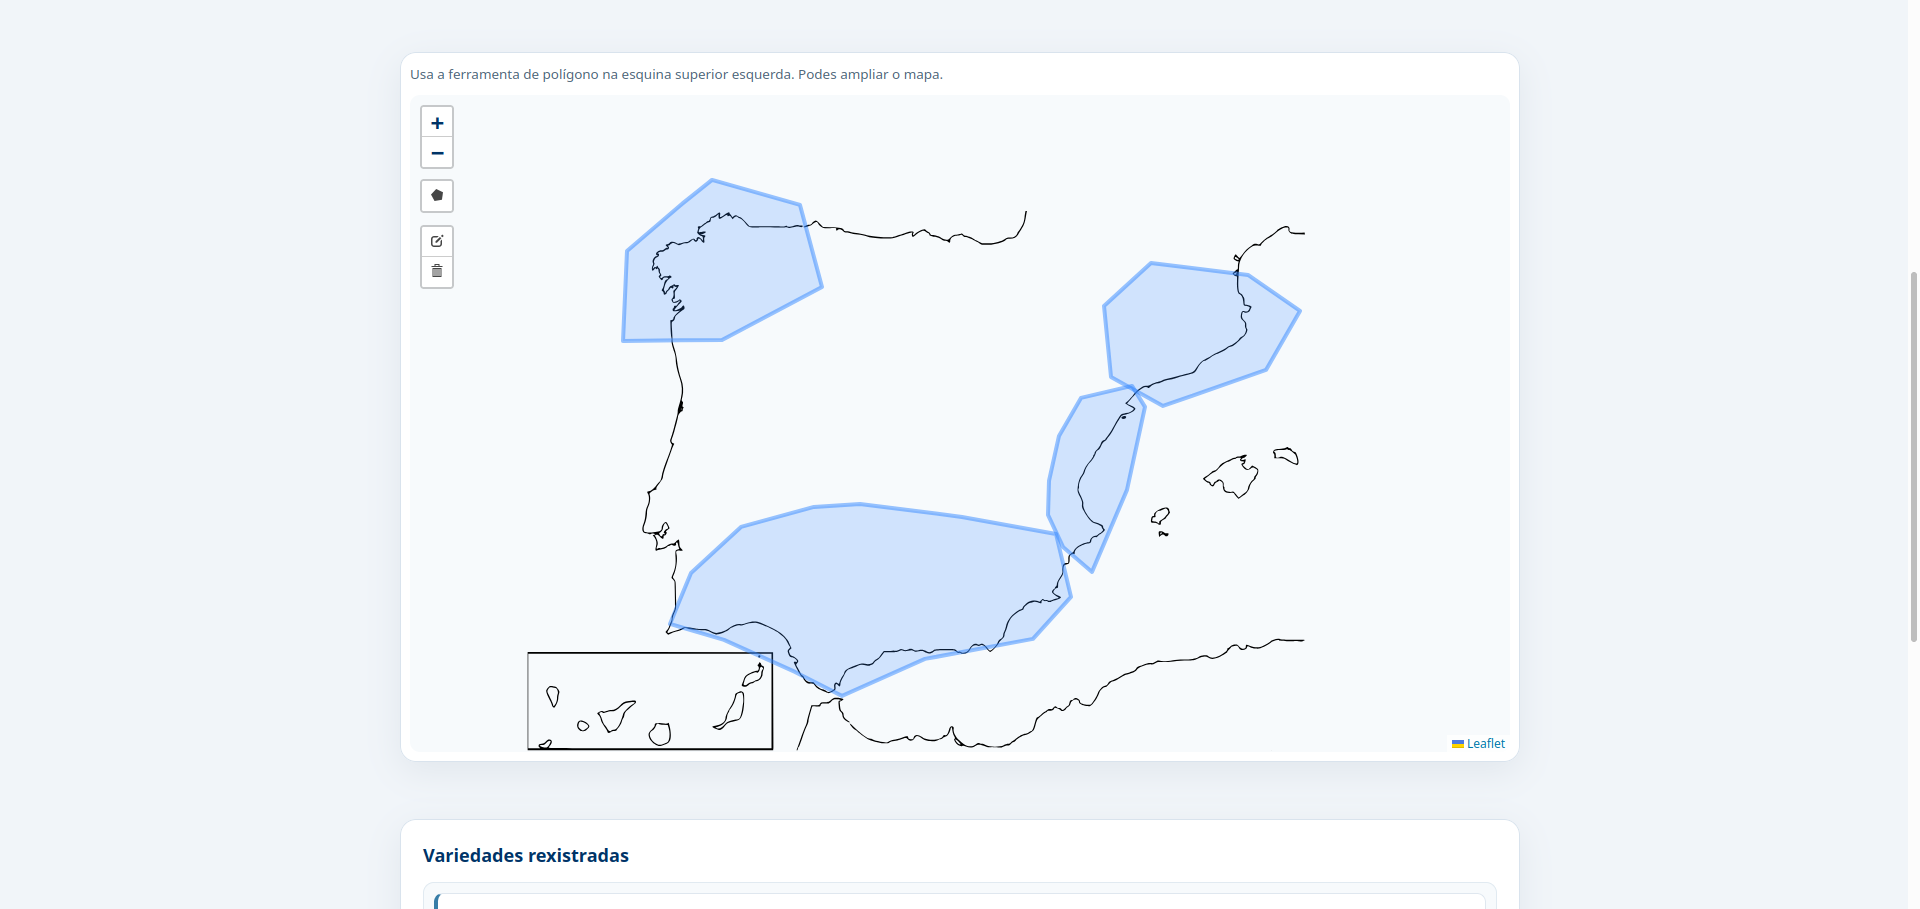 Usa a ferramenta de polígono na esquina superior esquerda. Podes ampliar o mapa.
+
−
Leaflet
Variedades rexistradas